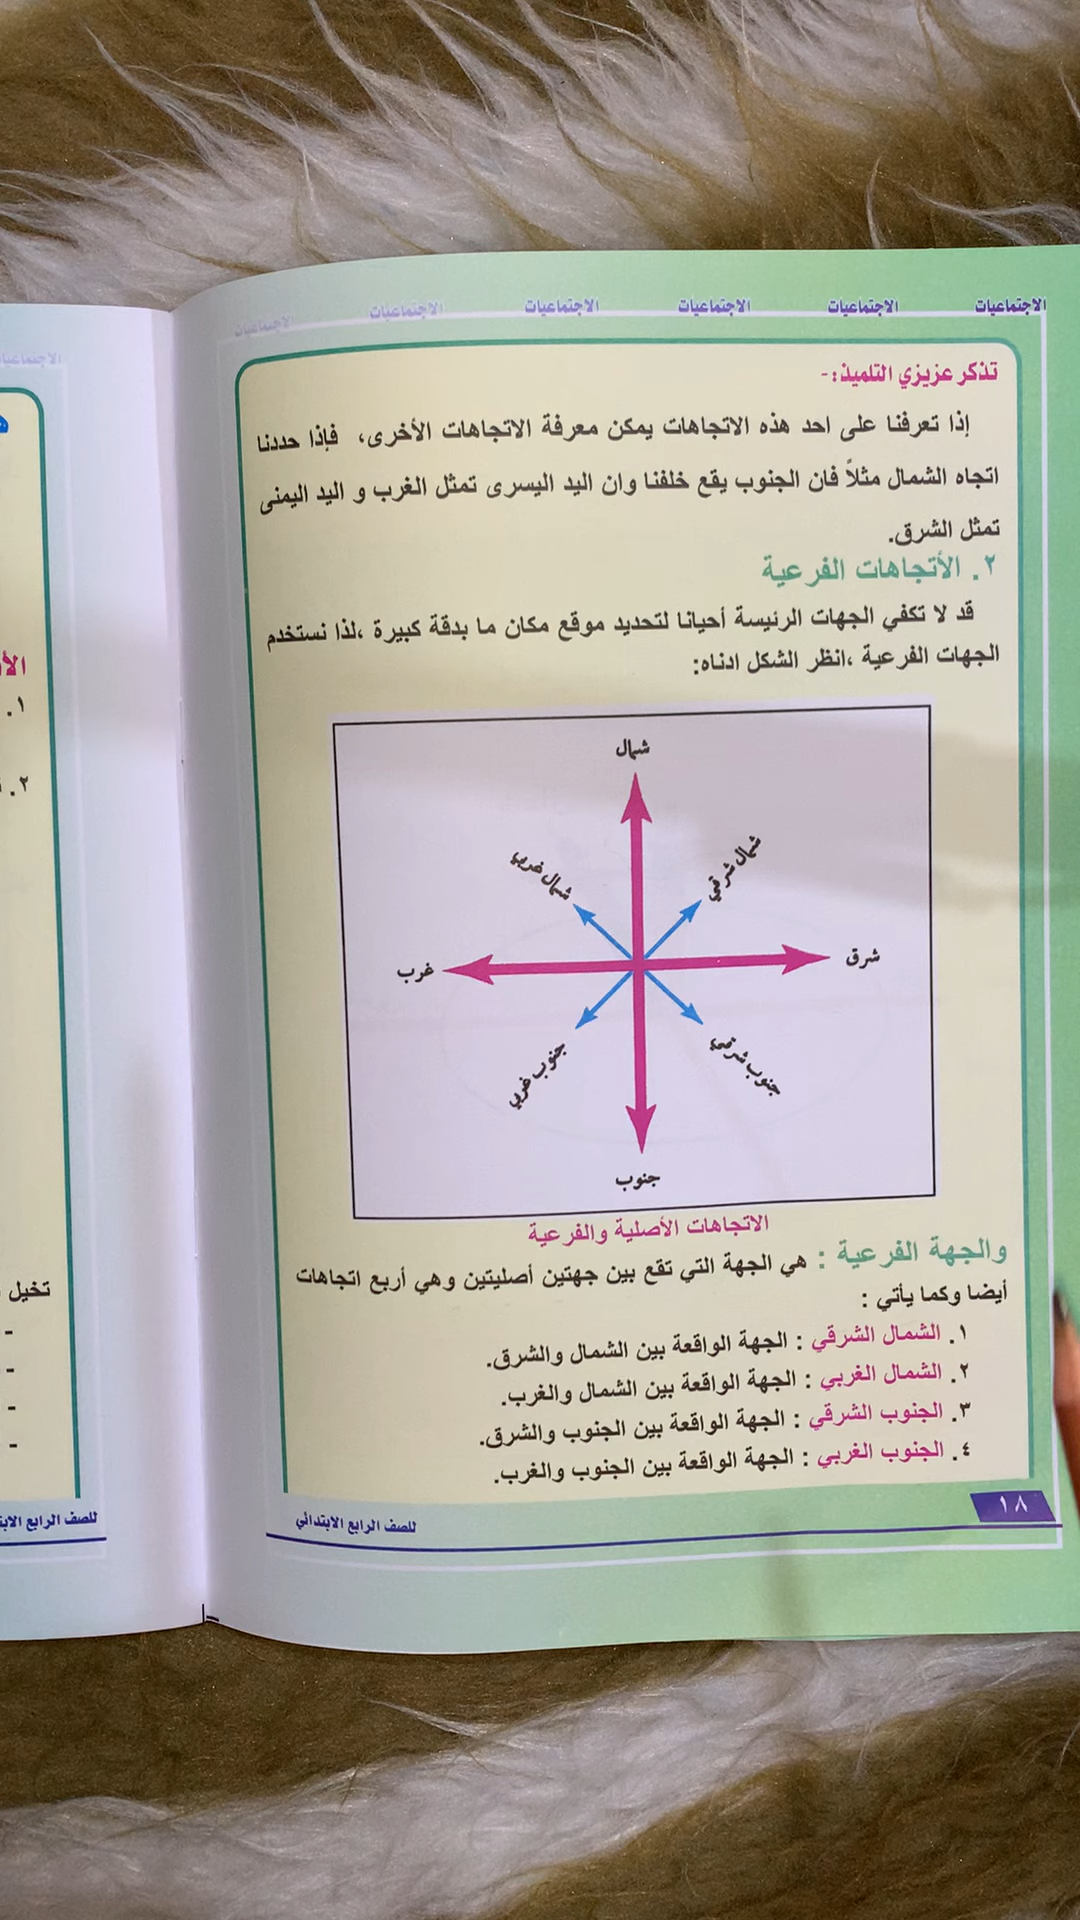 الاجتماعيات الاجتماعيات الاجتماعيات الاجتماعيات الاجتماعيات الاجتماعيات
تذكر عزيزي التلميذ:-
إذا تعرفنا على احد هذه الاتجاهات يمكن معرفة الاتجاهات الأخرى، فإذا حددنا
اتجاه الشمال مثلاً فان الجنوب يقع خلفنا وان اليد اليسرى تمثل الغرب و اليد اليمنى
تمثل الشرق.
٢. الأتجاهات الفرعية
قد لا تكفي الجهات الرئيسة أحيانا لتحديد موقع مكان ما بدقة كبيرة ،لذا نستخدم
الجهات الفرعية ،انظر الشكل ادناه:
شمال
شمال شرقي
شمال غربي
شرق
غرب
جنوب شرقي
جنوب غربي
جنوب
الاتجاهات الأصلية والفرعية
والجهة الفرعية : هي الجهة التي تقع بين جهتين أصليتين وهي أربع اتجاهات
أيضا وكما يأتي :
١. الشمال الشرقي : الجهة الواقعة بين الشمال والشرق.
٢. الشمال الغربي : الجهة الواقعة بين الشمال والغرب.
٣. الجنوب الشرقي : الجهة الواقعة بين الجنوب والشرق.
٤. الجنوب الغربي : الجهة الواقعة بين الجنوب والغرب.
١٨
للصف الرابع الابتدائي
١.
٢.
تخيل
-
-
-
-
للصف الرابع